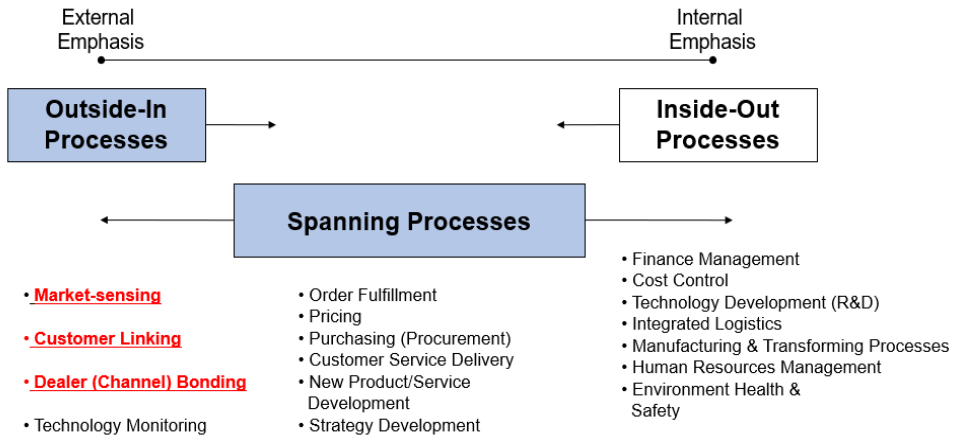 External
Emphasis
Internal
Emphasis
Outside-In
Processes
Inside-Out
Processes
Spanning Processes
• Market-sensing
• Customer Linking
• Dealer (Channel) Bonding
• Technology Monitoring
• Order Fulfillment
• Pricing
• Purchasing (Procurement)
• Customer Service Delivery
• New Product/Service
Development
• Strategy Development
• Finance Management
• Cost Control
• Technology Development (R&D)
• Integrated Logistics
• Manufacturing & Transforming Processes
• Human Resources Management
• Environment Health &
Safety